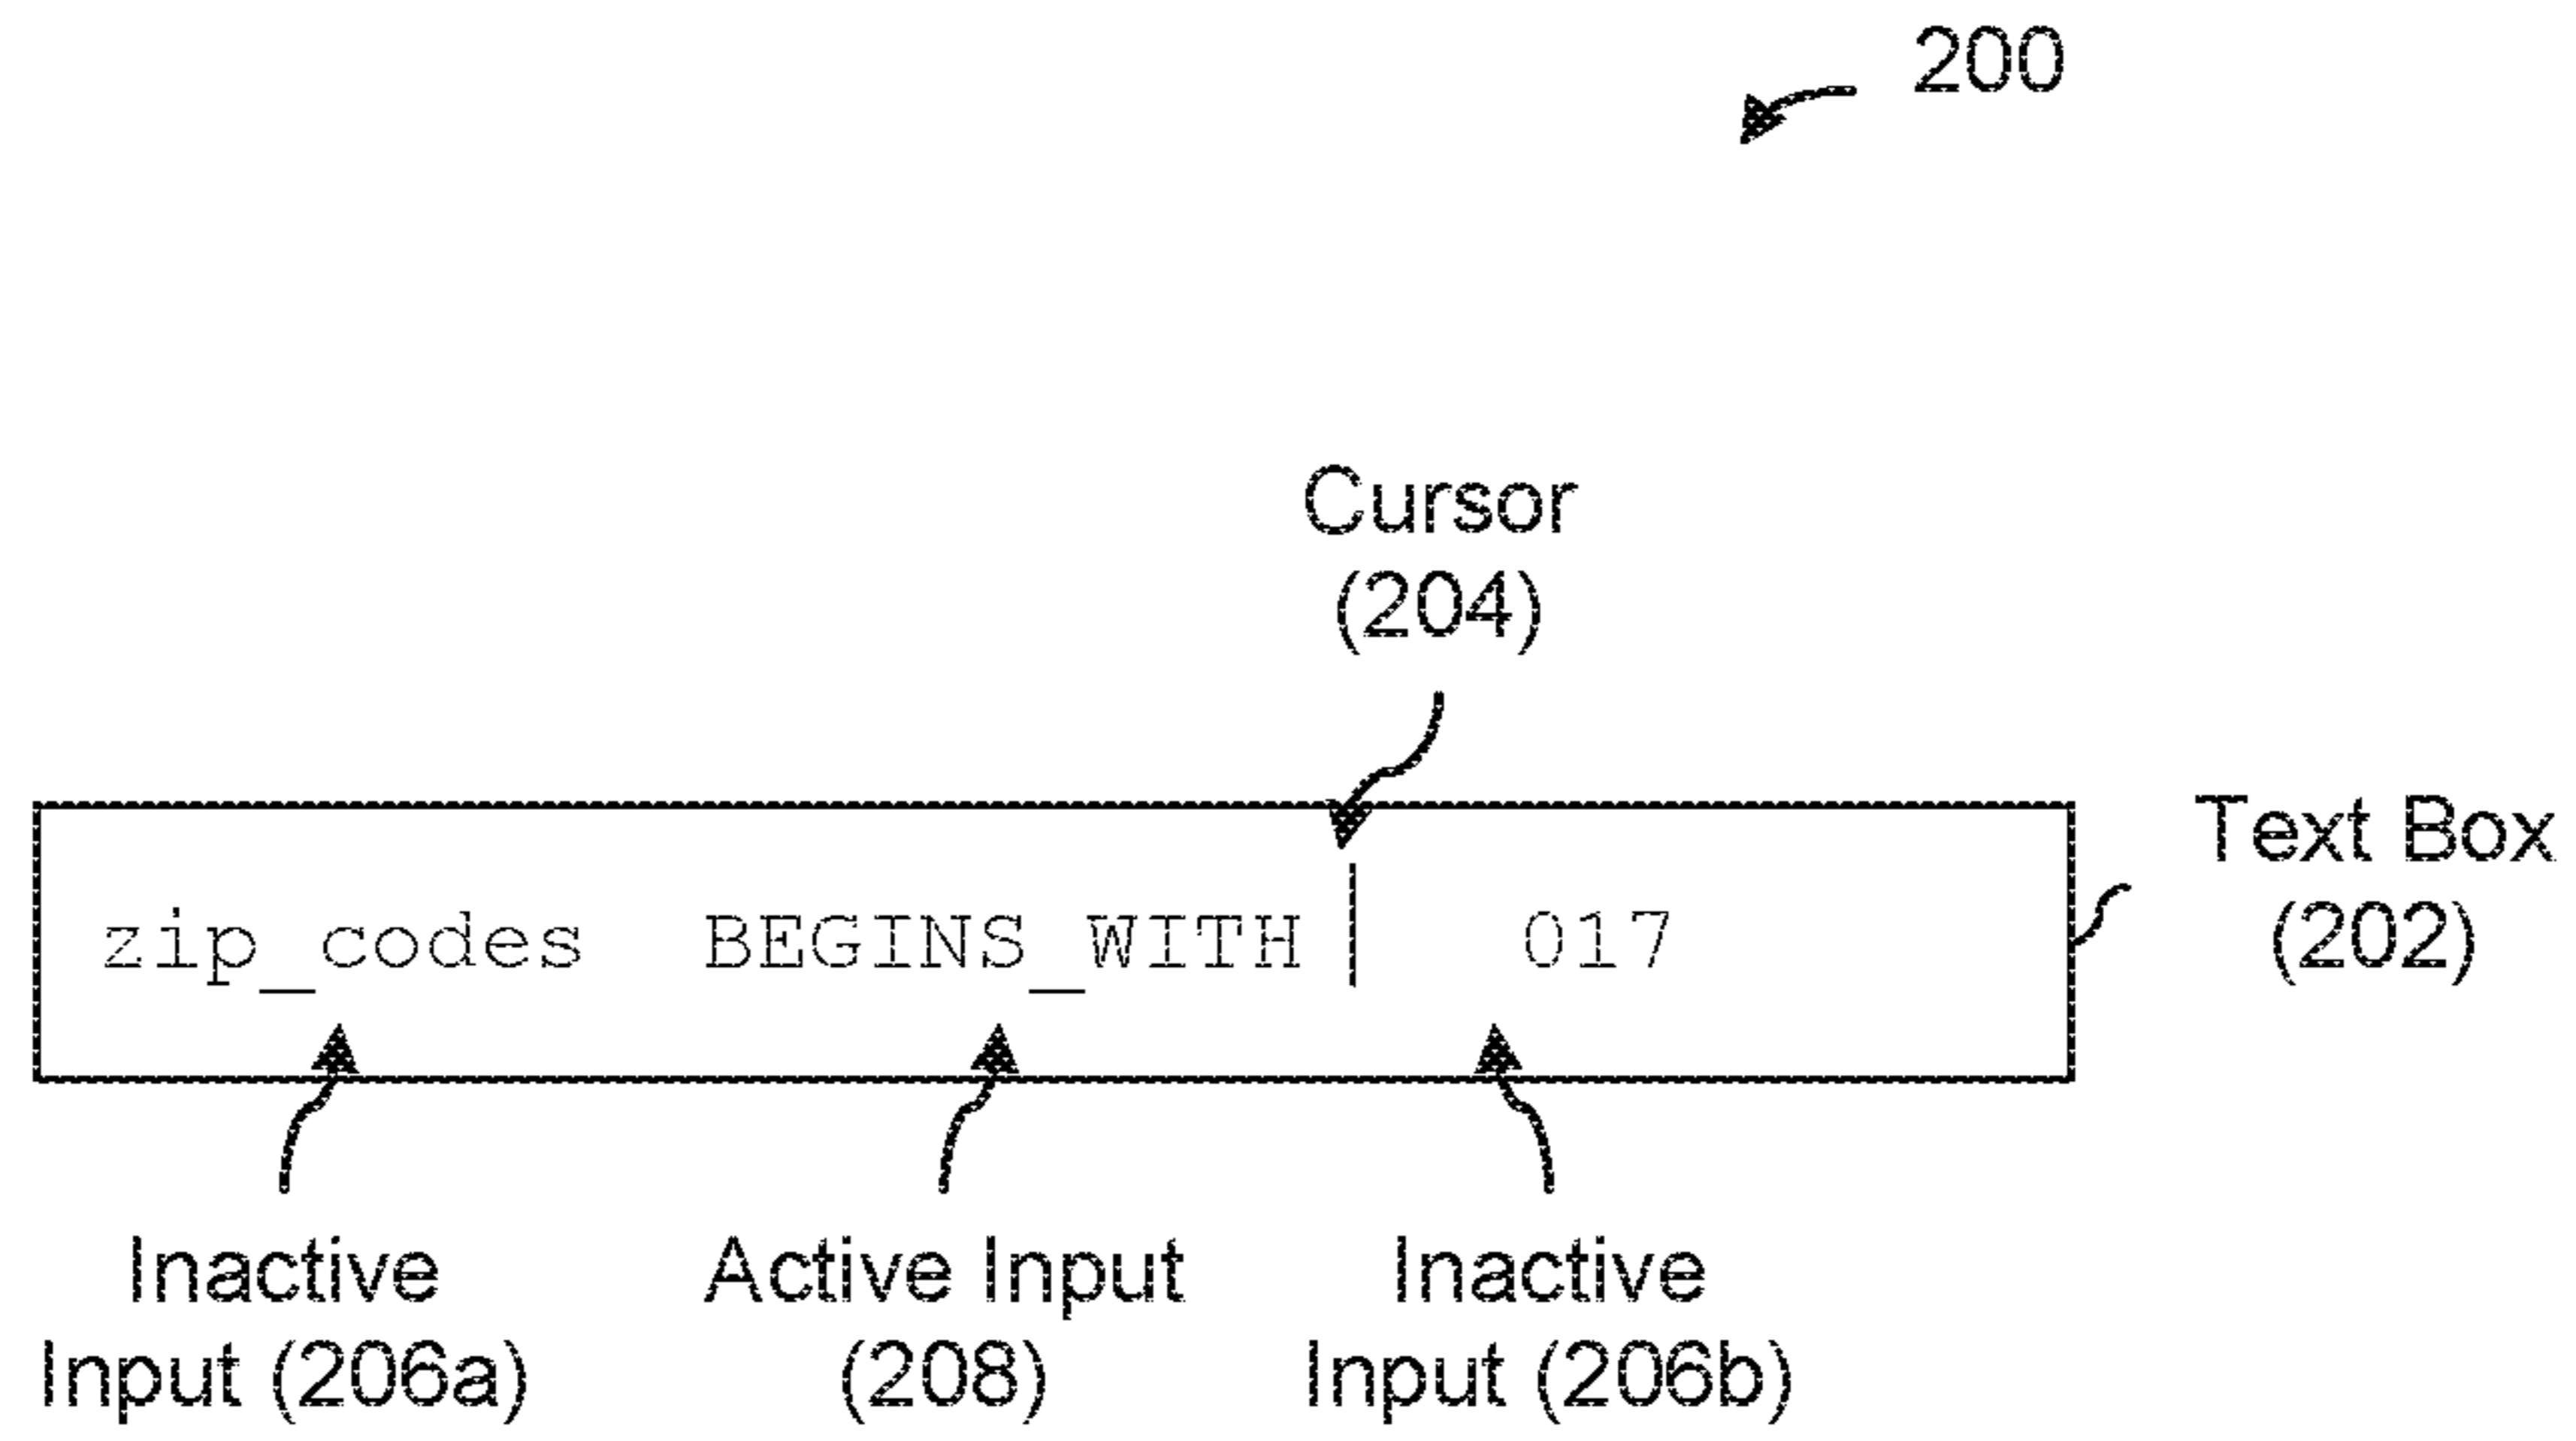 200
Cursor
(204)
Text Box
(202)
zip_codes BEGINS_WITH 017
Inactive
Input (206a)
Active Input
(208)
Inactive
Input (206b)